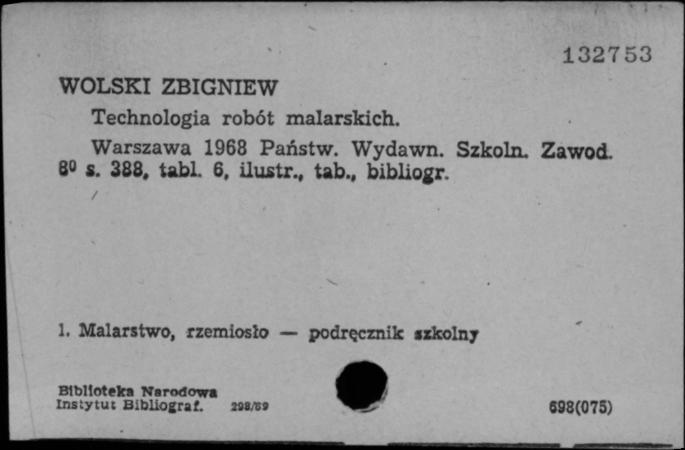 132753
WOLSKI ZBIGNIEW
Technologia robót malarskich.
Warszawa 1968 Państw. Wydawn. Szkoln. Zawod.
8⁰ s. 388, tabl. 6, ilustr., tab., bibliogr.
1. Malarstwo, rzemiosło — podręcznik szkolny
Biblioteka Narodowa
Instytut Bibliograf. 298/69
698(075)